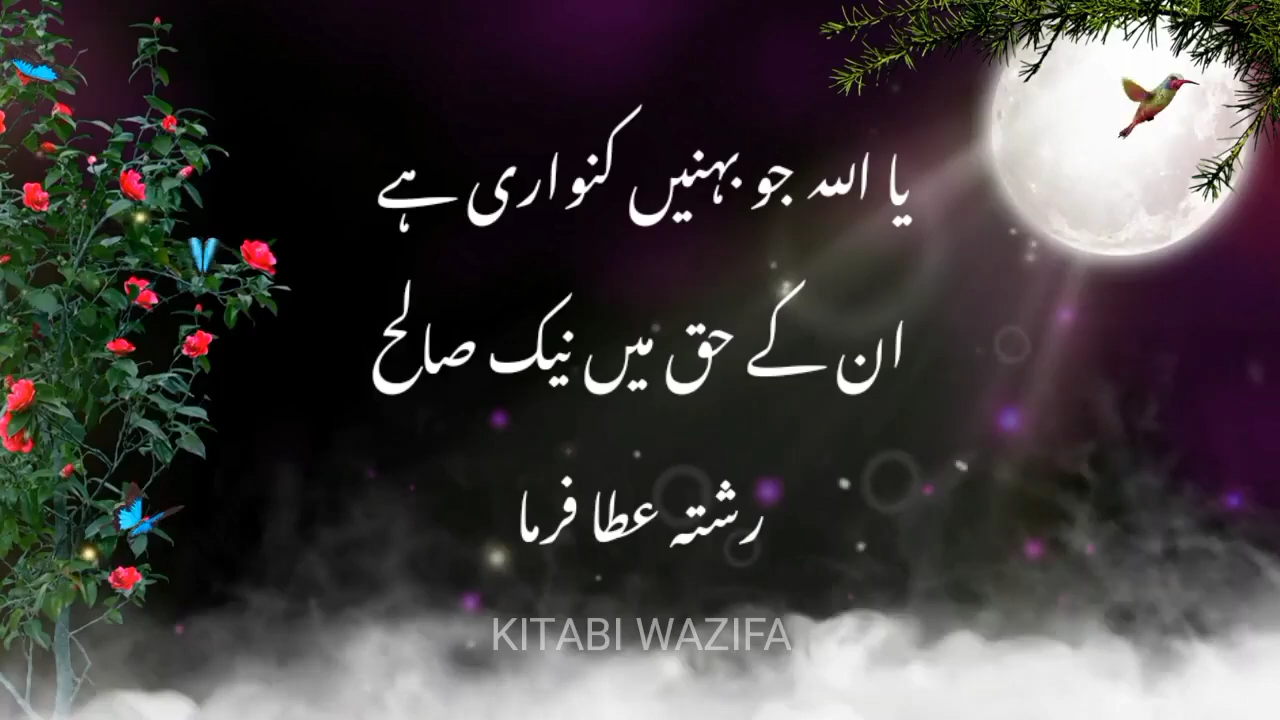 یا اللہ جو بہنیں کنواری ہے
ان کے حق میں نیک صالح
رشتہ عطا فرما
KITABI WAZIFA